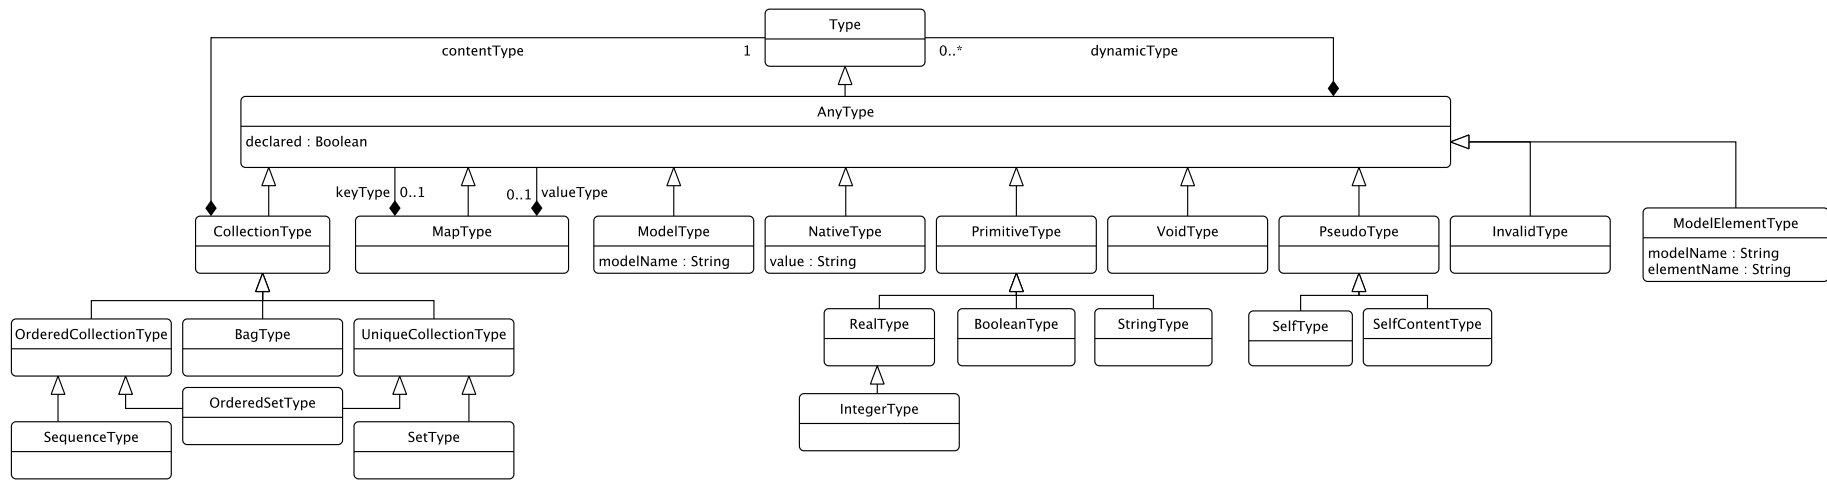 Type
contentType
1
0..*
dynamicType
AnyType
declared : Boolean
keyType
0..1
0..1
valueType
CollectionType
MapType
ModelType
modelName : String
NativeType
value : String
PrimitiveType
VoidType
PseudoType
InvalidType
ModelElementType
modelName : String
elementName : String
OrderedCollectionType
BagType
UniqueCollectionType
RealType
BooleanType
StringType
SelfType
SelfContentType
OrderedSetType
IntegerType
SequenceType
SetType